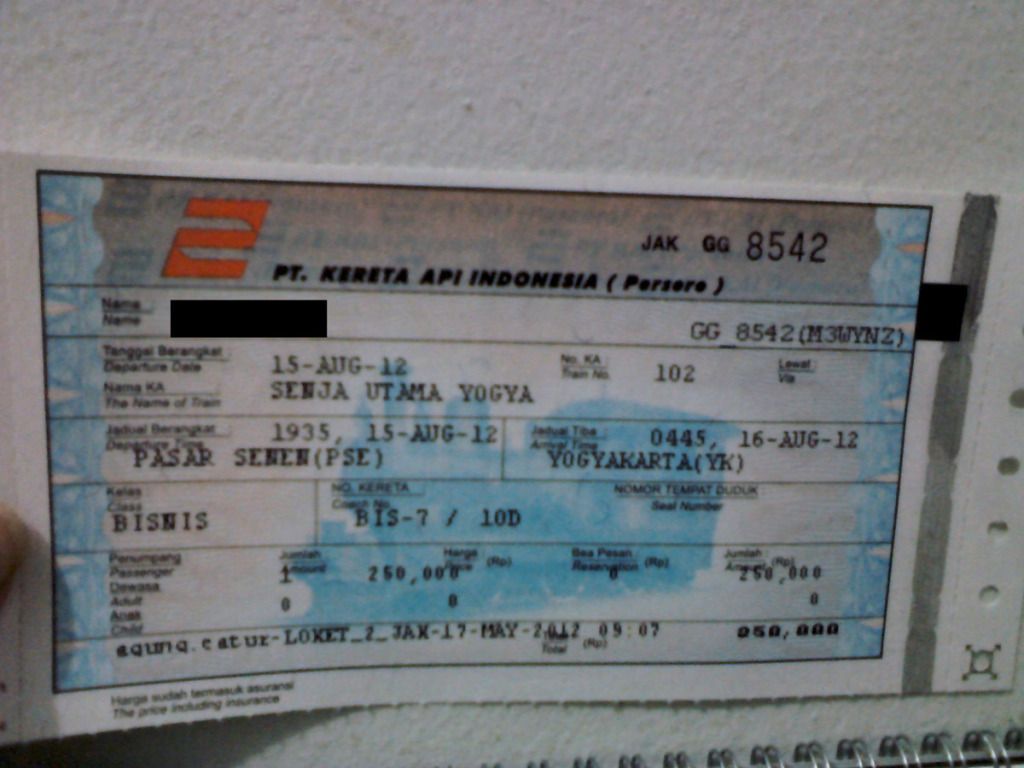 JAK GG 8542
PT. KERETA API INDONESIA ( Persero )
Nama :
Name
GG_8542(M3WYNZ)
Tanggal Berangkat :
Departure Date
15-AUG-12
No. KA :
Train No.
102
Lewat :
Via
Nama KA :
The Name of Train
SENJA UTAMA YOGYA
Jadual Berangkat :
Departure Time
1935, 15-AUG-12
Jadual Tiba :
Arrival Time
0445, 16-AUG-12
PASAR SENEN(PSE)
YOGYAKARTA(YK)
Kelas
Class
BISNIS
NO. KERETA
Coach No.
BIS-7 / 10D
NOMOR TEMPAT DUDUK
Seat Number
Penumpang
Passenger
Jumlah
Amount
Harga
Price (Rp)
Bea Pesan
Reservation (Rp)
Jumlah
Amount (Rp)
1 250,000 0 250,000
Dewasa
Adult
0 0 0
Anak
Child
agung.catur-LOKET_2_JAK-17-MAY-2012 09:07
Total (Rp)
250,000
Harga sudah termasuk asuransi
The price including insurance